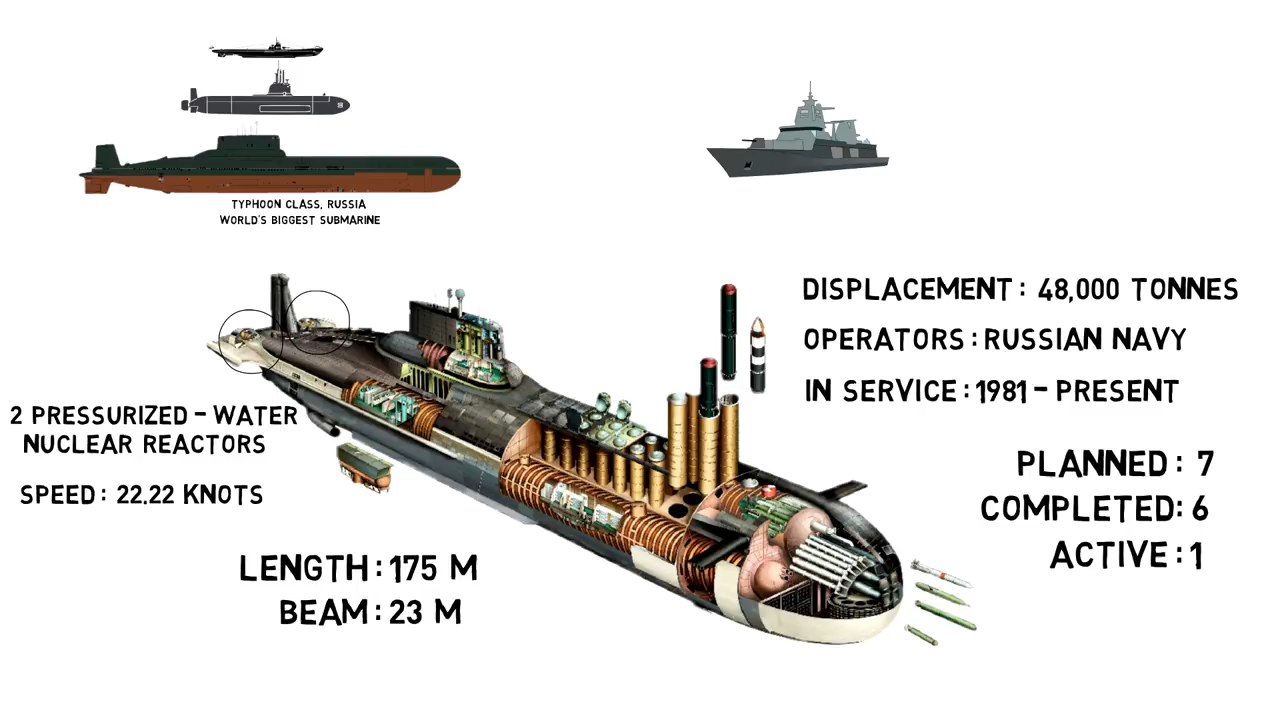 TYPHOON CLASS, RUSSIA
WORLD'S BIGGEST SUBMARINE
DISPLACEMENT: 48,000 TONNES
OPERATORS: RUSSIAN NAVY
IN SERVICE: 1981 - PRESENT
2 PRESSURIZED - WATER
NUCLEAR REACTORS
SPEED: 22.22 KNOTS
PLANNED: 7
COMPLETED: 6
ACTIVE: 1
LENGTH: 175 M
BEAM: 23 M